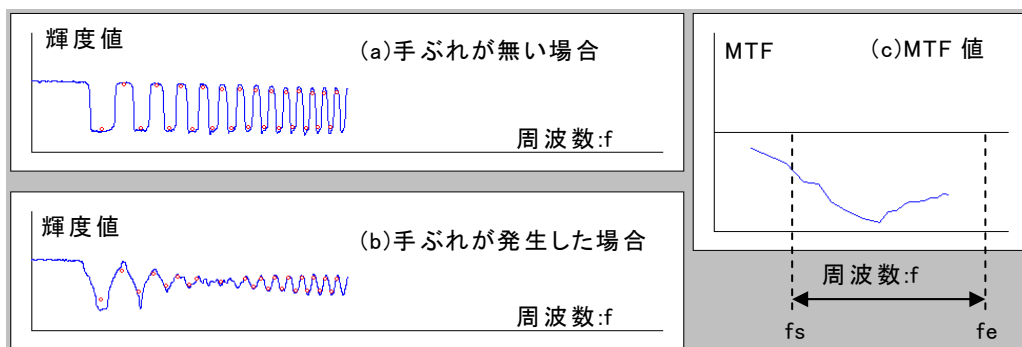 輝度値
(a)手ぶれが無い場合
周波数:f
輝度値
(b)手ぶれが発生した場合
周波数:f
MTF
(c)MTF 値
周波数:f
fs
fe